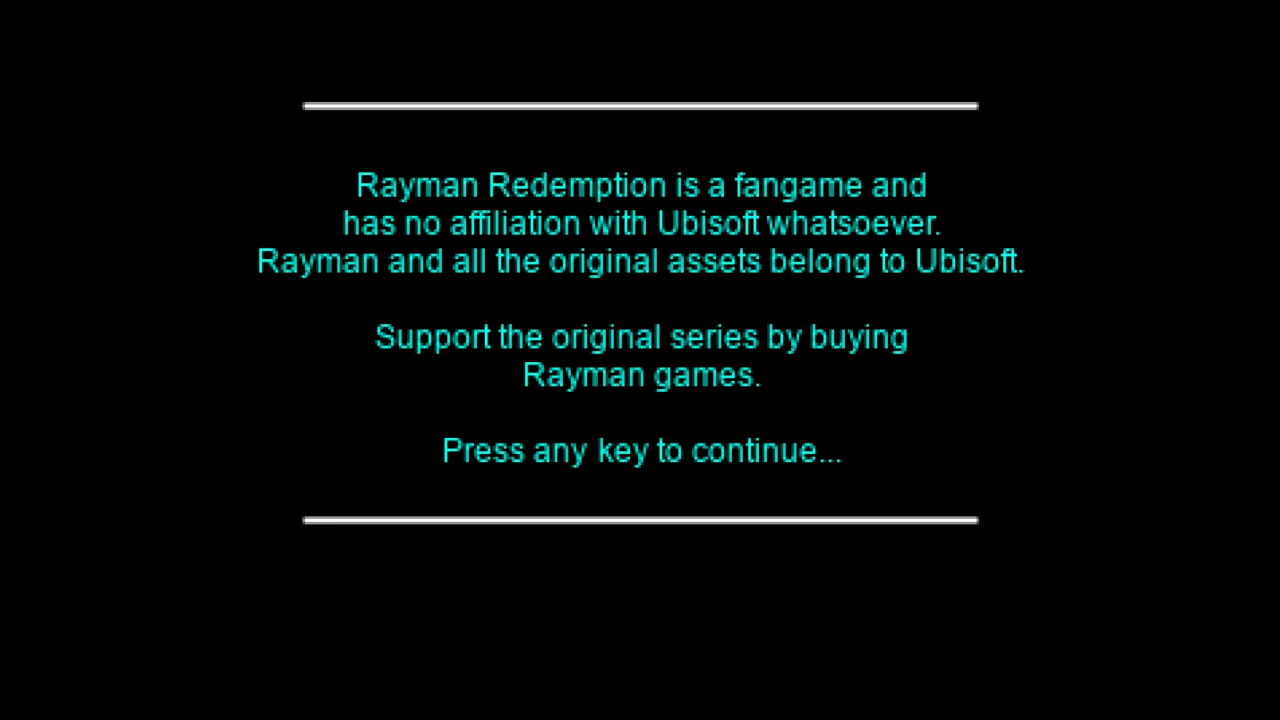 Rayman Redemption is a fangame and
has no affiliation with Ubisoft whatsoever.
Rayman and all the original assets belong to Ubisoft.
Support the original series by buying
Rayman games.
Press any key to continue...